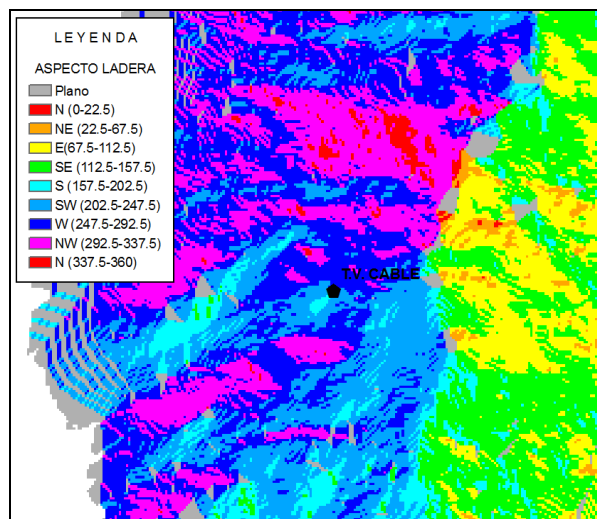 LEYENDA
ASPECTO LADERA
Plano
N (0-22.5)
NE (22.5-67.5)
E(67.5-112.5)
SE (112.5-157.5)
S (157.5-202.5)
SW (202.5-247.5)
W (247.5-292.5)
NW (292.5-337.5)
N (337.5-360)
T.V. CABLE